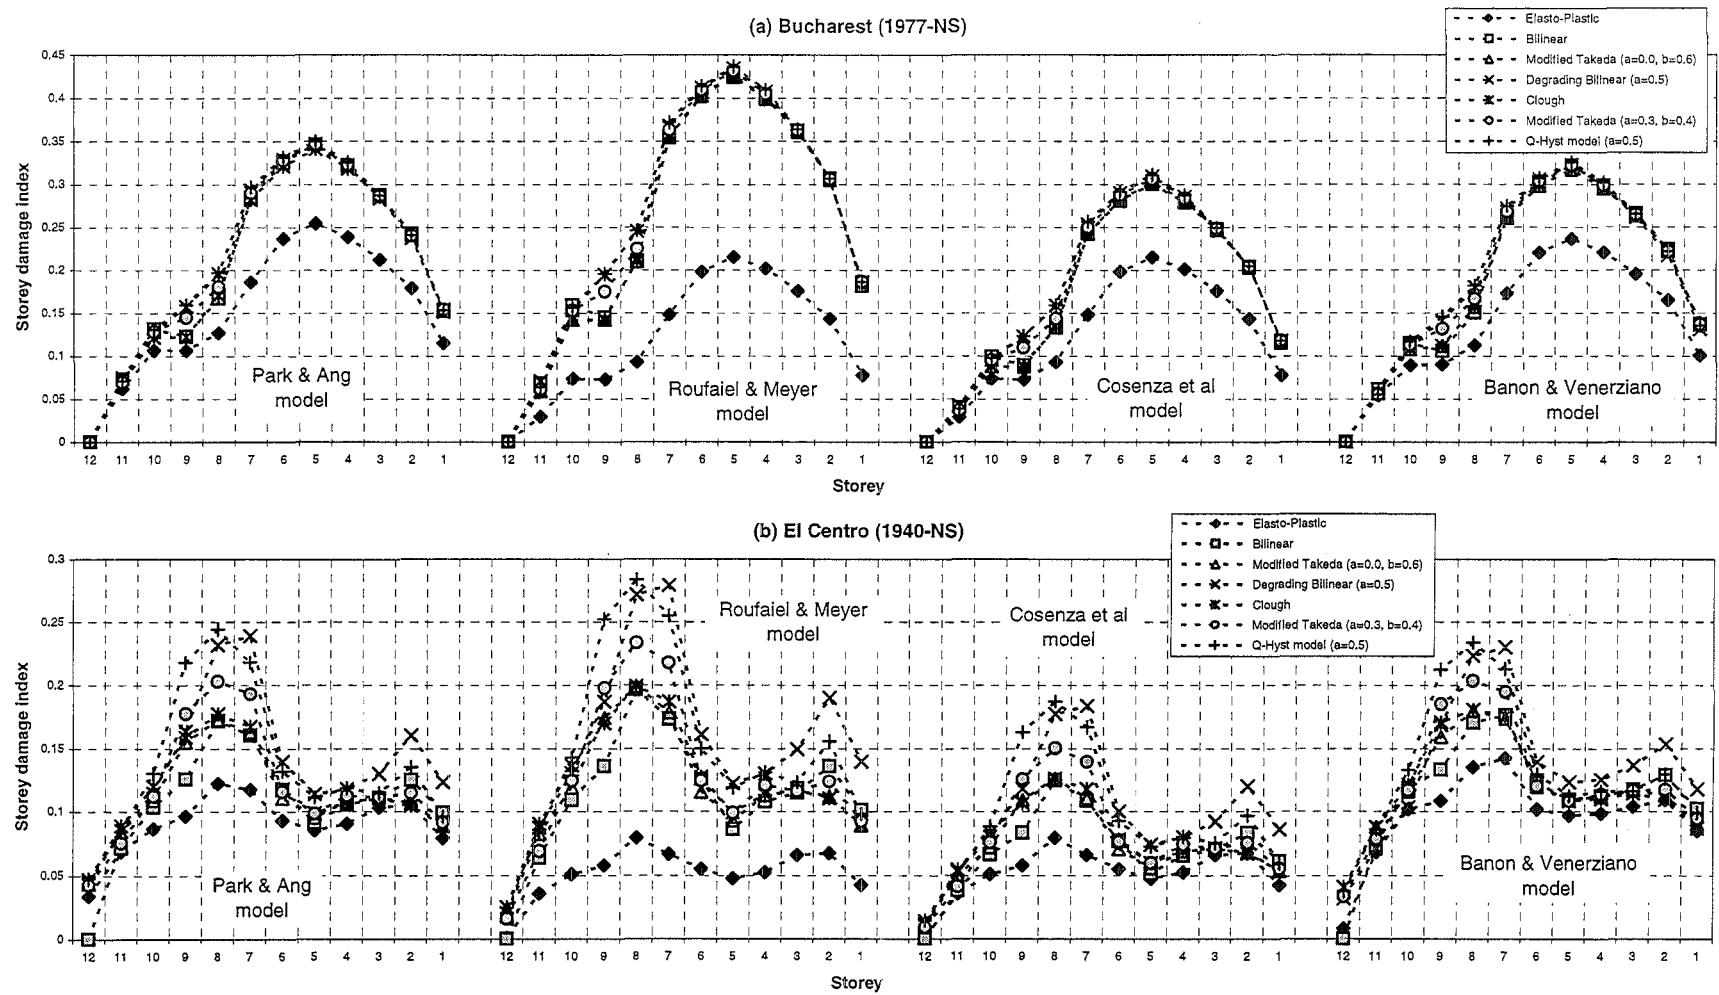 (a) Bucharest (1977-NS)
Elasto-Plastic
Bilinear
Modified Takeda (a=0.0, b=0.6)
Degrading Bilinear (a=0.5)
Clough
Modified Takeda (a=0.3, b=0.4)
Q-Hyst model (a=0.5)
Storey damage index
0.45
0.4
0.35
0.3
0.25
0.2
0.15
0.1
0.05
0
Park & Ang
model
Roufaiel & Meyer
model
Cosenza et al
model
Banon & Venerziano
model
12 11 10 9 8 7 6 5 4 3 2 1 12 11 10 9 8 7 6 5 4 3 2 1 12 11 10 9 8 7 6 5 4 3 2 1 12 11 10 9 8 7 6 5 4 3 2 1
Storey
(b) El Centro (1940-NS)
Elasto-Plastic
Bilinear
Modified Takeda (a=0.0, b=0.6)
Degrading Bilinear (a=0.5)
Clough
Modified Takeda (a=0.3, b=0.4)
Q-Hyst model (a=0.5)
Storey damage index
0.3
0.25
0.2
0.15
0.1
0.05
0
Park & Ang
model
Roufaiel & Meyer
model
Cosenza et al
model
Banon & Venerziano
model
12 11 10 9 8 7 6 5 4 3 2 1 12 11 10 9 8 7 6 5 4 3 2 1 12 11 10 9 8 7 6 5 4 3 2 1 12 11 10 9 8 7 6 5 4 3 2 1
Storey